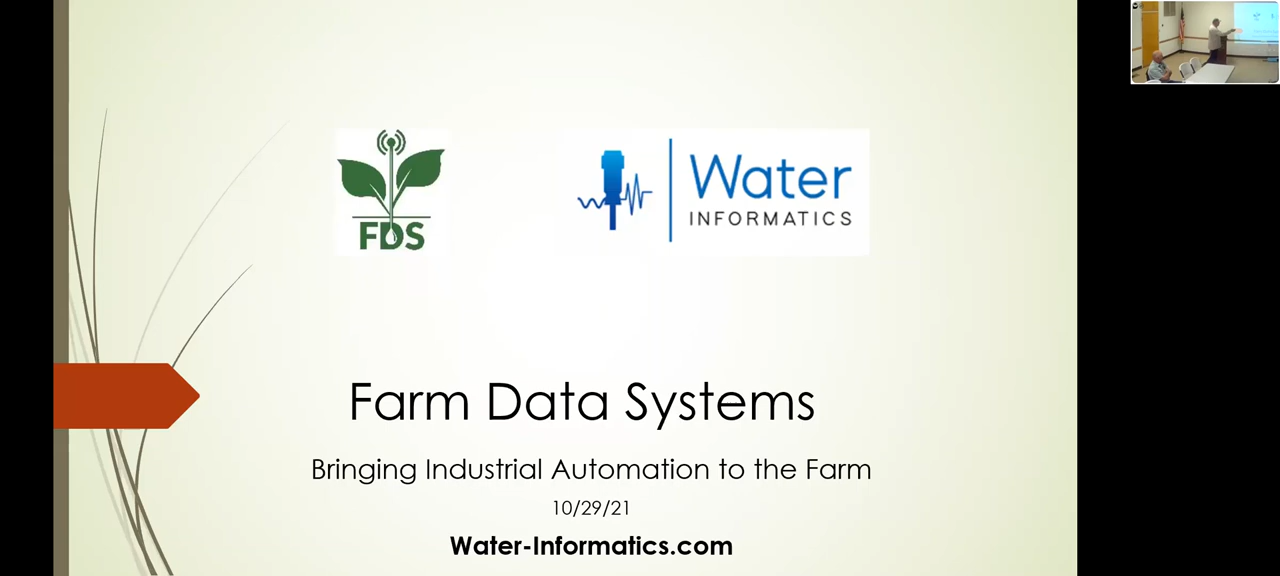 FDS
Water
INFORMATICS
Farm Data Systems
Bringing Industrial Automation to the Farm
10/29/21
Water-Informatics.com